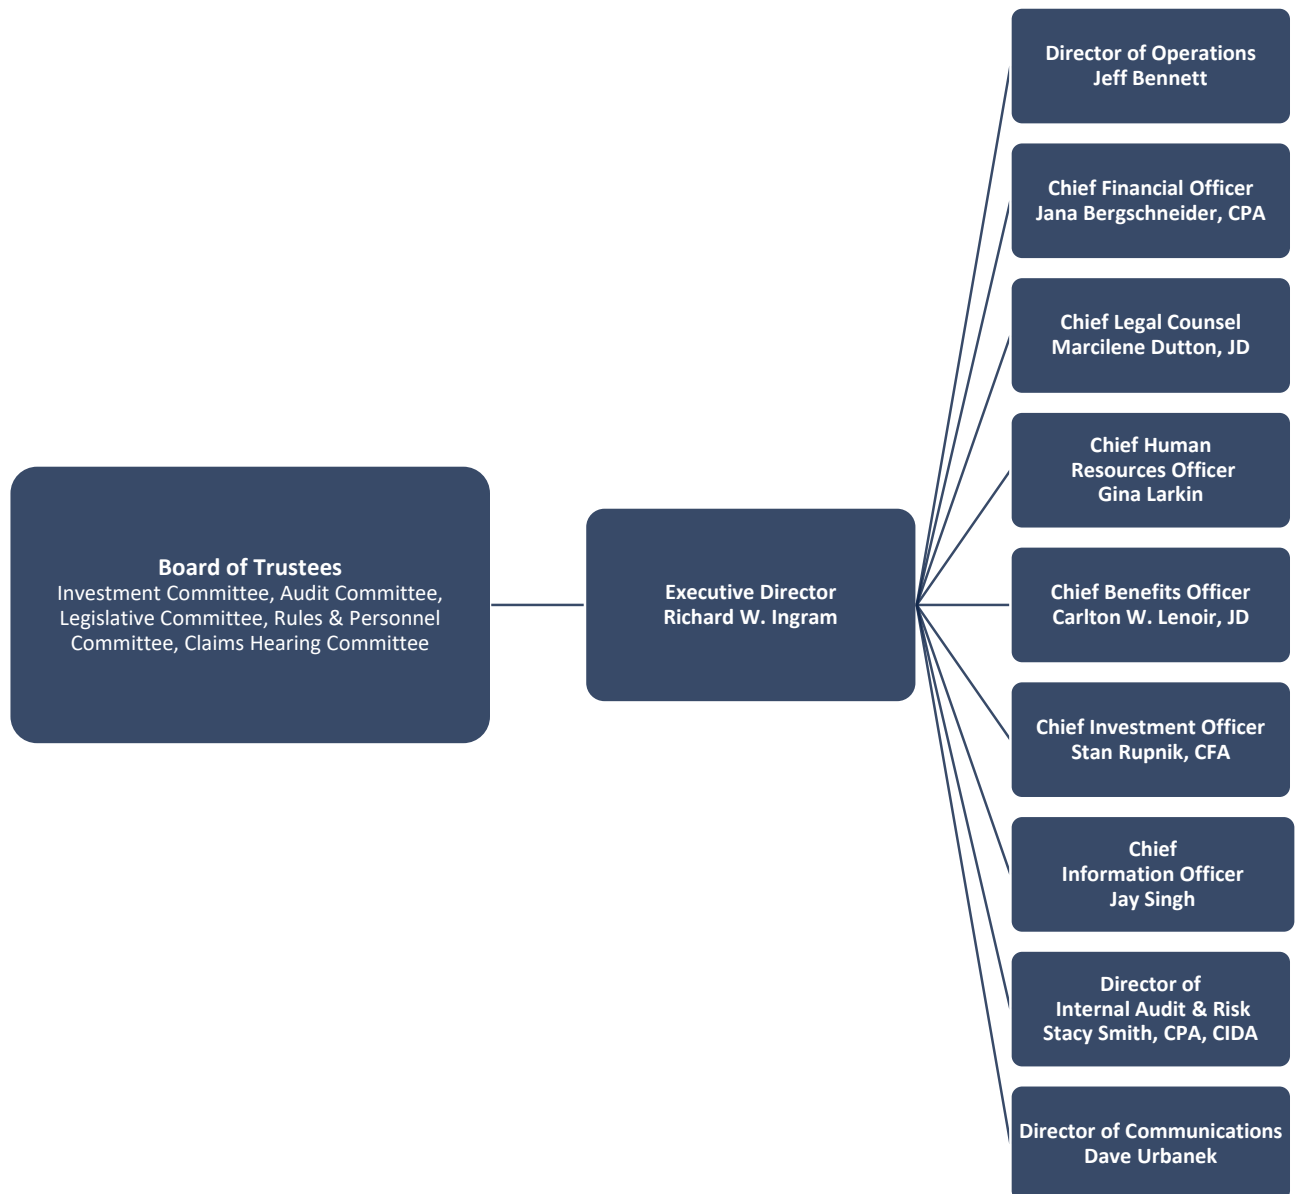 Board of Trustees
Investment Committee, Audit Committee,
Legislative Committee, Rules & Personnel
Committee, Claims Hearing Committee
Executive Director
Richard W. Ingram
Director of Operations
Jeff Bennett
Chief Financial Officer
Jana Bergschneider, CPA
Chief Legal Counsel
Marcilene Dutton, JD
Chief Human
Resources Officer
Gina Larkin
Chief Benefits Officer
Carlton W. Lenoir, JD
Chief Investment Officer
Stan Rupnik, CFA
Chief
Information Officer
Jay Singh
Director of
Internal Audit & Risk
Stacy Smith, CPA, CIDA
Director of Communications
Dave Urbanek